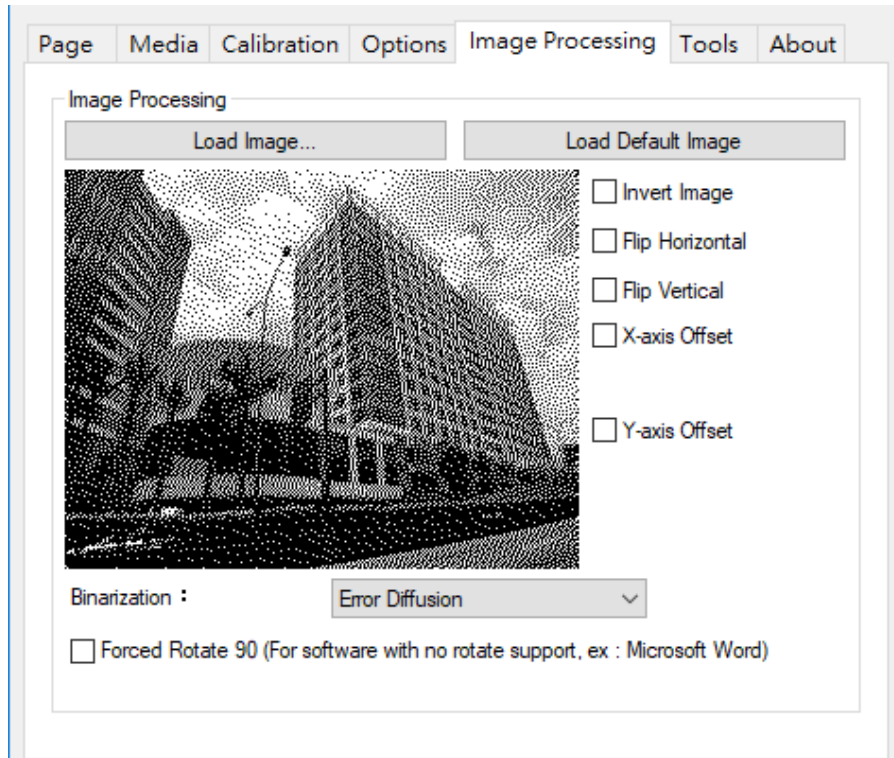 Page Media Calibration Options Image Processing Tools About
Image Processing
Load Image... Load Default Image
Invert Image
Flip Horizontal
Flip Vertical
X-axis Offset
Y-axis Offset
Binarization : Error Diffusion
Forced Rotate 90 (For software with no rotate support, ex : Microsoft Word)